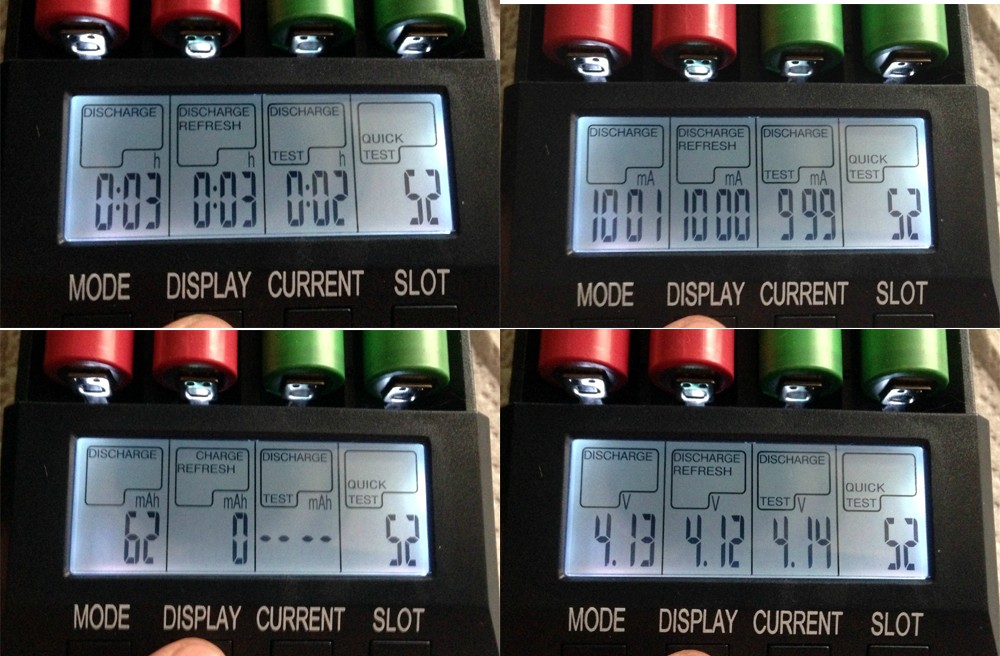 DISCHARGE DISCHARGE DISCHARGE
REFRESH QUICK
TEST TEST
h h h
0:03 0:03 0:02 52
MODE DISPLAY CURRENT SLOT
DISCHARGE DISCHARGE DISCHARGE
REFRESH QUICK
TEST TEST
mA mA mA
1001 1000 999 52
MODE DISPLAY CURRENT SLOT
DISCHARGE CHARGE DISCHARGE
REFRESH QUICK
TEST TEST
mAh mAh mAh
62 0 ---- 52
MODE DISPLAY CURRENT SLOT
DISCHARGE DISCHARGE DISCHARGE
REFRESH QUICK
TEST TEST
V V V
4.13 4.12 4.14 52
MODE DISPLAY CURRENT SLOT